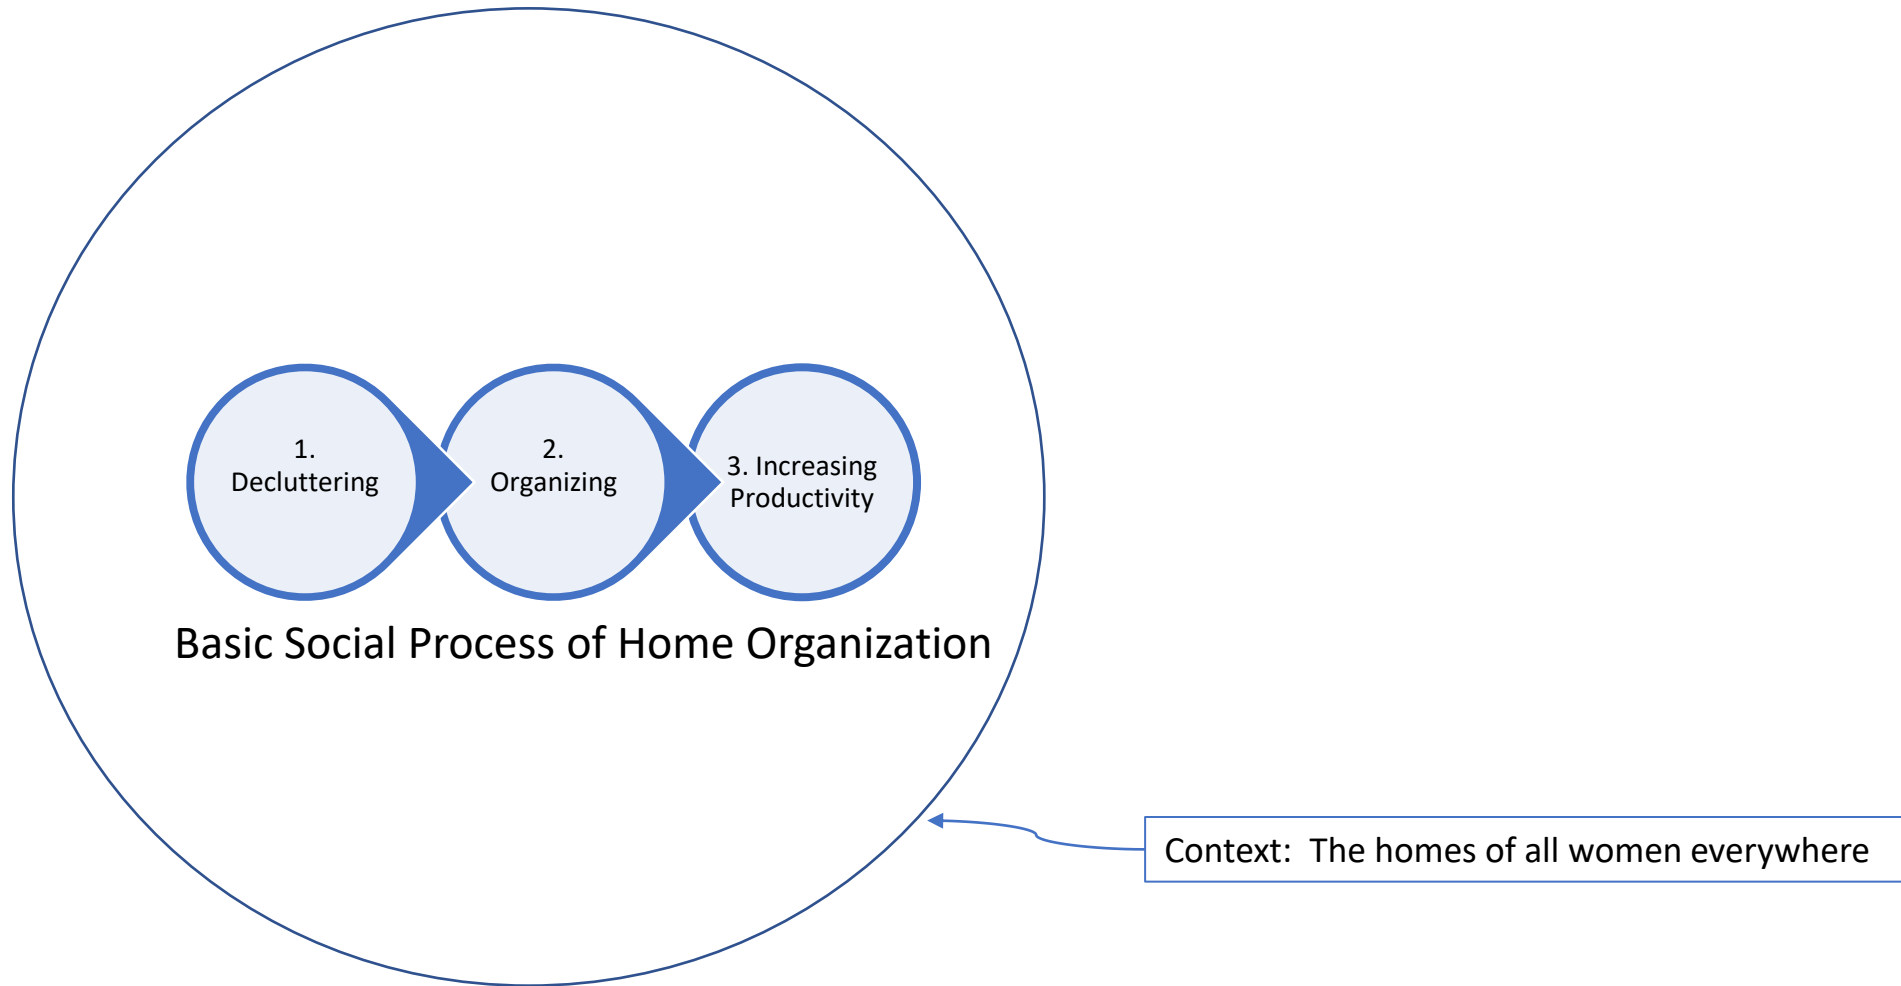 1.
Decluttering
2.
Organizing
3. Increasing
Productivity
Basic Social Process of Home Organization
Context:  The homes of all women everywhere